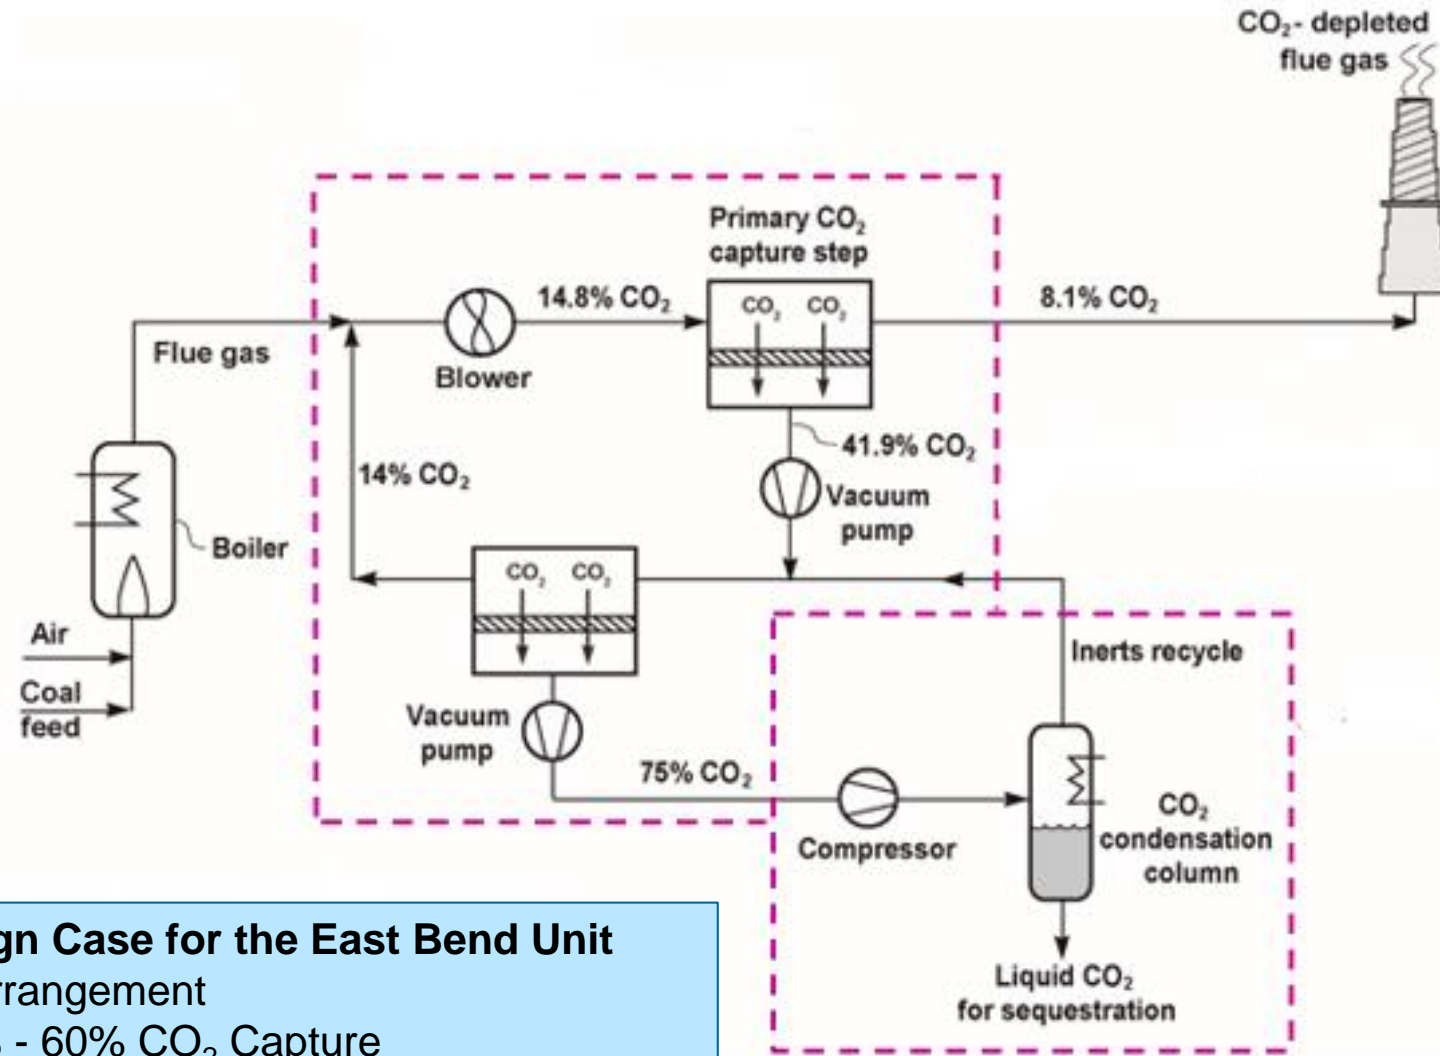 CO₂- depleted
flue gas
Primary CO₂
capture step
14.8% CO₂
CO₂ CO₂
8.1% CO₂
Flue gas
Blower
41.9% CO₂
14% CO₂
Vacuum
pump
Boiler
CO₂ CO₂
Air
Coal
feed
Inerts recycle
Vacuum
pump
75% CO₂
CO₂
condensation
column
Compressor
gn Case for the East Bend Unit
rrangement
Liquid CO₂
for sequestration
- 60% CO₂ Capture